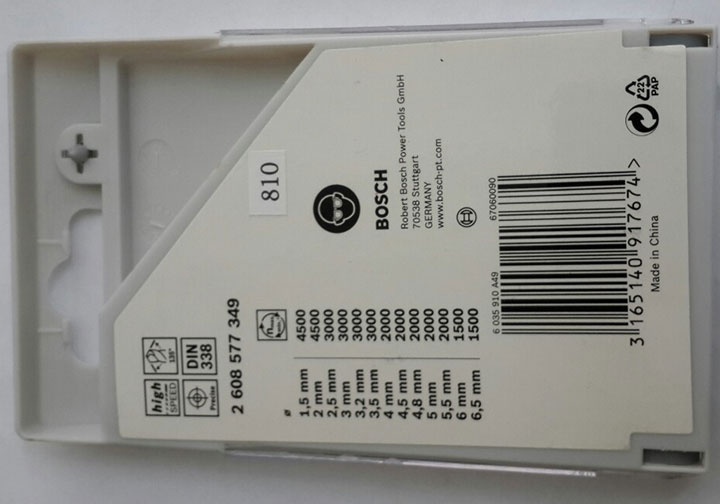 high
SPEED
135°
Precise
DIN
338
2 608 577 349
ø
1,5 mm 4500
2 mm 4500
2,5 mm 3000
3 mm 3000
3,2 mm 3000
3,5 mm 3000
4 mm 2000
4,5 mm 2000
4,8 mm 2000
5 mm 2000
5,5 mm 2000
6 mm 1500
6,5 mm 1500
810
BOSCH
Robert Bosch Power Tools GmbH
70538 Stuttgart
GERMANY
www.bosch-pt.com
6 035 910 A49
67060090
3 165140 917674 >
Made in China
22
PAP